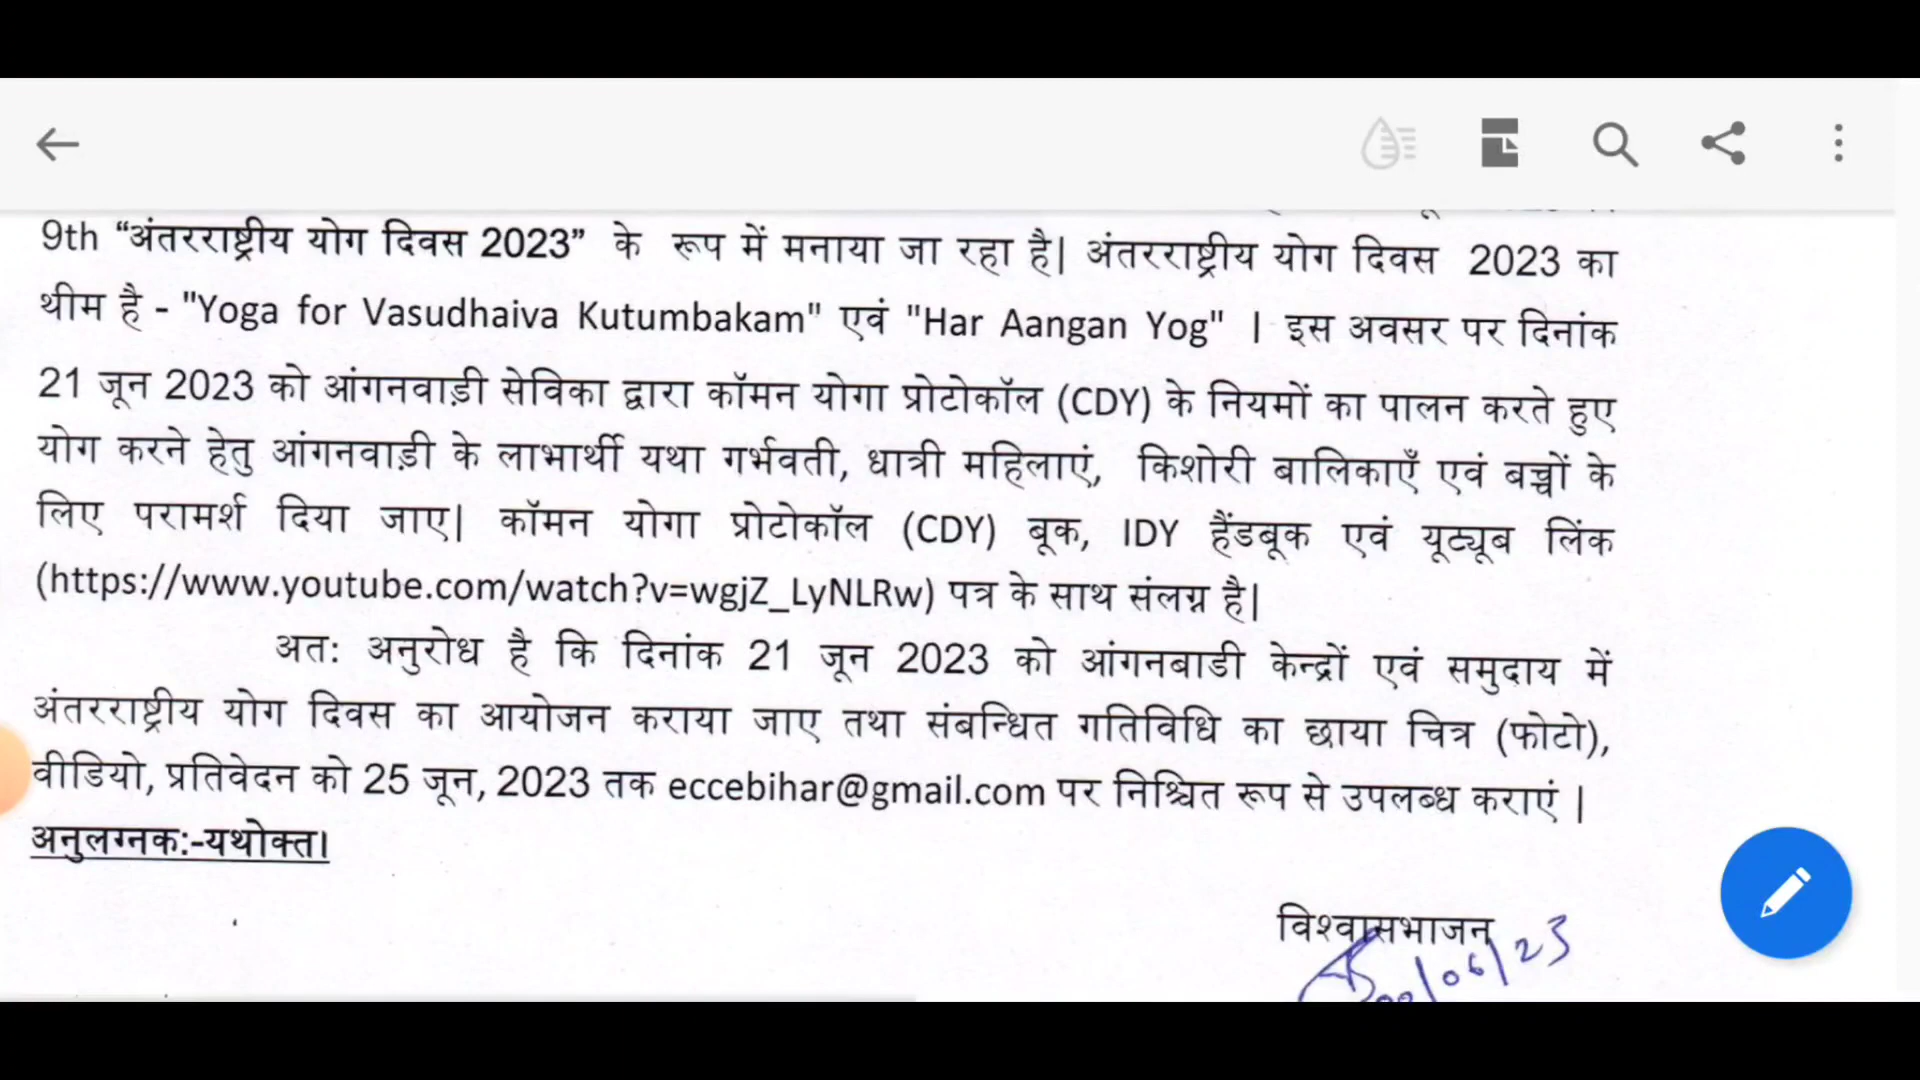 9th “अंतरराष्ट्रीय योग दिवस 2023” के रूप में मनाया जा रहा है| अंतरराष्ट्रीय योग दिवस 2023 का
थीम है - "Yoga for Vasudhaiva Kutumbakam" एवं "Har Aangan Yog" । इस अवसर पर दिनांक
21 जून 2023 को आंगनवाड़ी सेविका द्वारा कॉमन योगा प्रोटोकॉल (CDY) के नियमों का पालन करते हुए
योग करने हेतु आंगनवाड़ी के लाभार्थी यथा गर्भवती, धात्री महिलाएं, किशोरी बालिकाएँ एवं बच्चों के
लिए परामर्श दिया जाए| कॉमन योगा प्रोटोकॉल (CDY) बूक, IDY हैंडबूक एवं यूट्यूब लिंक
(https://www.youtube.com/watch?v=wgjZ_LyNLRw) पत्र के साथ संलग्न है|
अतः अनुरोध है कि दिनांक 21 जून 2023 को आंगनबाडी केन्द्रों एवं समुदाय में
अंतरराष्ट्रीय योग दिवस का आयोजन कराया जाए तथा संबन्धित गतिविधि का छाया चित्र (फोटो),
वीडियो, प्रतिवेदन को 25 जून, 2023 तक eccebihar@gmail.com पर निश्चित रूप से उपलब्ध कराएं |
अनुलग्नक:-यथोक्त।
विश्वासभाजन
/06/23